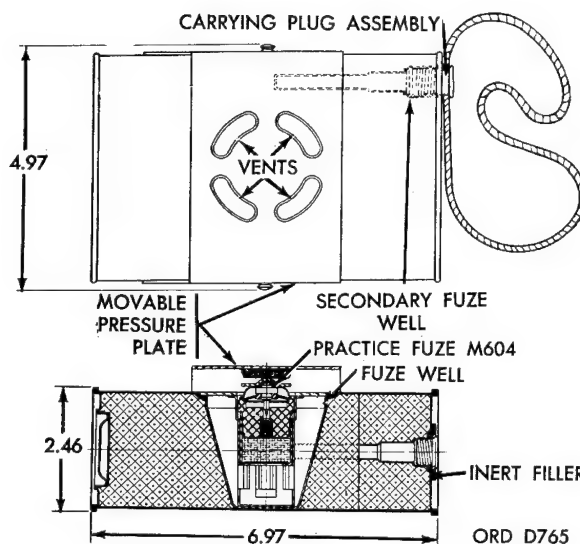 CARRYING PLUG ASSEMBLY
4.97
VENTS
MOVABLE
PRESSURE
PLATE
SECONDARY FUZE
WELL
PRACTICE FUZE M604
FUZE WELL
2.46
INERT FILLER
6.97
ORD D765